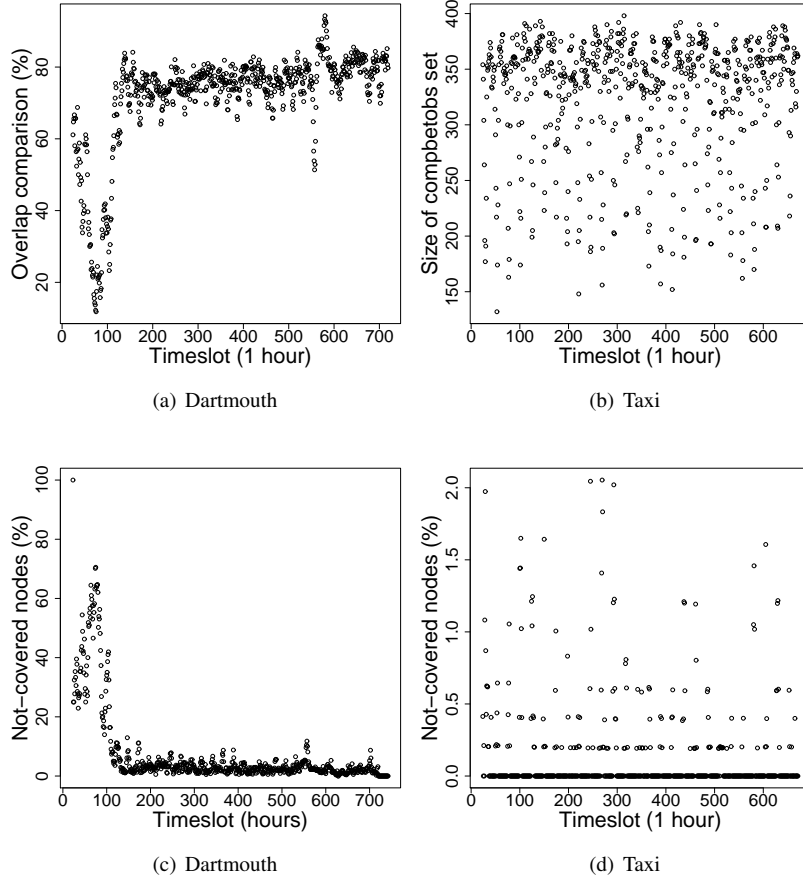 Overlap comparison (%)
20 40 60 80
0 100 200 300 400 500 600 700
Timeslot (1 hour)
(a) Dartmouth
Size of compbetobs set
150 200 250 300 350 400
0 100 200 300 400 500 600
Timeslot (1 hour)
(b) Taxi
Not−covered nodes (%)
0 20 40 60 80 100
0 100 200 300 400 500 600 700
Timeslot (hours)
(c) Dartmouth
Not−covered nodes (%)
0.0 0.5 1.0 1.5 2.0
0 100 200 300 400 500 600
Timeslot (1 hour)
(d) Taxi